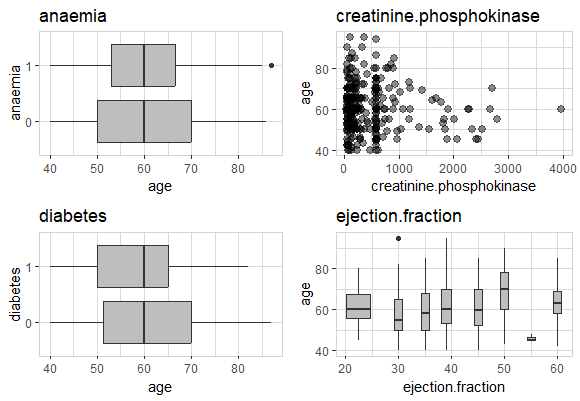 anaemia
anaemia
1
0
40 50 60 70 80
age
creatinine.phosphokinase
age
80
60
40
0 1000 2000 3000 4000
creatinine.phosphokinase
diabetes
diabetes
1
0
40 50 60 70 80
age
ejection.fraction
age
80
60
40
20 30 40 50 60
ejection.fraction